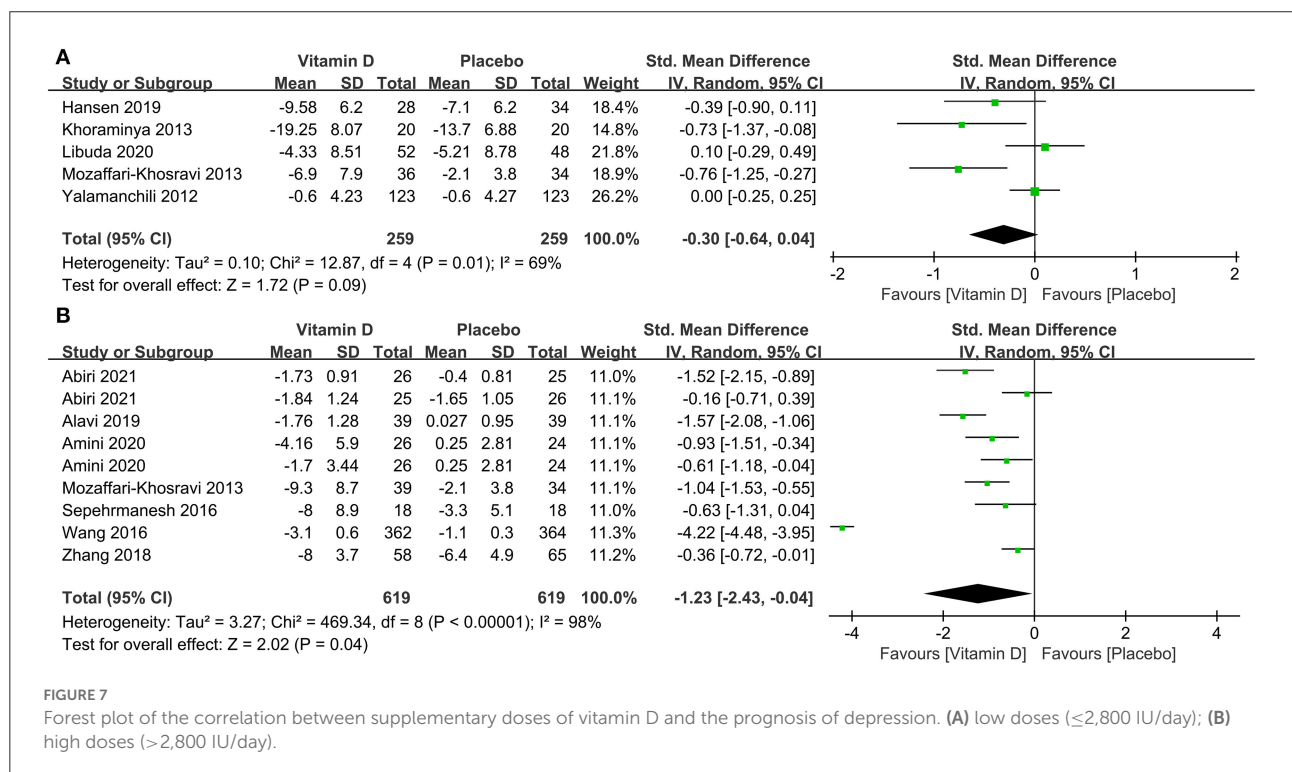 A
Vitamin D Placebo Std. Mean Difference Std. Mean Difference
Study or Subgroup Mean SD Total Mean SD Total Weight IV, Random, 95% CI IV, Random, 95% CI
Hansen 2019 -9.58 6.2 28 -7.1 6.2 34 18.4% -0.39 [-0.90, 0.11]
Khoraminya 2013 -19.25 8.07 20 -13.7 6.88 20 14.8% -0.73 [-1.37, -0.08]
Libuda 2020 -4.33 8.51 52 -5.21 8.78 48 21.8% 0.10 [-0.29, 0.49]
Mozaffari-Khosravi 2013 -6.9 7.9 36 -2.1 3.8 34 18.9% -0.76 [-1.25, -0.27]
Yalamanchili 2012 -0.6 4.23 123 -0.6 4.27 123 26.2% 0.00 [-0.25, 0.25]
Total (95% CI) 259 259 100.0% -0.30 [-0.64, 0.04]
Heterogeneity: Tau² = 0.10; Chi² = 12.87, df = 4 (P = 0.01); I² = 69%
Test for overall effect: Z = 1.72 (P = 0.09)
-2 -1 0 1 2
Favours [Vitamin D] Favours [Placebo]
B
Vitamin D Placebo Std. Mean Difference Std. Mean Difference
Study or Subgroup Mean SD Total Mean SD Total Weight IV, Random, 95% CI IV, Random, 95% CI
Abiri 2021 -1.73 0.91 26 -0.4 0.81 25 11.0% -1.52 [-2.15, -0.89]
Abiri 2021 -1.84 1.24 25 -1.65 1.05 26 11.1% -0.16 [-0.71, 0.39]
Alavi 2019 -1.76 1.28 39 0.027 0.95 39 11.1% -1.57 [-2.08, -1.06]
Amini 2020 -4.16 5.9 26 0.25 2.81 24 11.1% -0.93 [-1.51, -0.34]
Amini 2020 -1.7 3.44 26 0.25 2.81 24 11.1% -0.61 [-1.18, -0.04]
Mozaffari-Khosravi 2013 -9.3 8.7 39 -2.1 3.8 34 11.1% -1.04 [-1.53, -0.55]
Sepehrmanesh 2016 -8 8.9 18 -3.3 5.1 18 11.0% -0.63 [-1.31, 0.04]
Wang 2016 -3.1 0.6 362 -1.1 0.3 364 11.3% -4.22 [-4.48, -3.95]
Zhang 2018 -8 3.7 58 -6.4 4.9 65 11.2% -0.36 [-0.72, -0.01]
Total (95% CI) 619 619 100.0% -1.23 [-2.43, -0.04]
Heterogeneity: Tau² = 3.27; Chi² = 469.34, df = 8 (P < 0.00001); I² = 98%
Test for overall effect: Z = 2.02 (P = 0.04)
-4 -2 0 2 4
Favours [Vitamin D] Favours [Placebo]
FIGURE 7
Forest plot of the correlation between supplementary doses of vitamin D and the prognosis of depression. (A) low doses (≤2,800 IU/day); (B)
high doses (>2,800 IU/day).